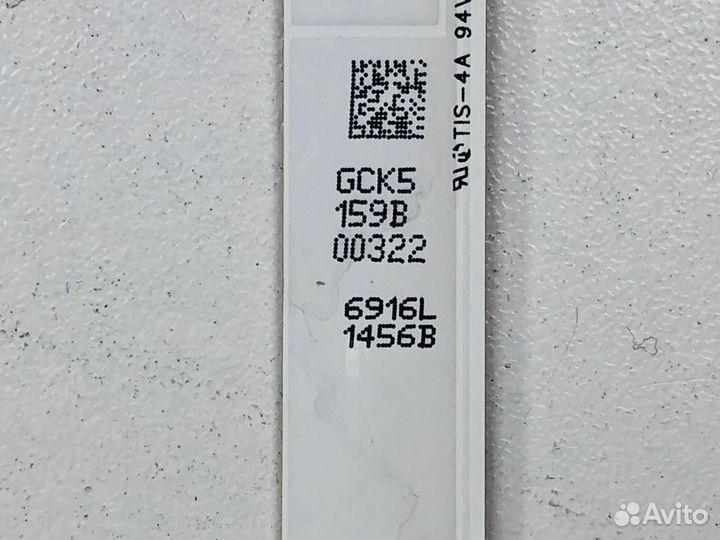 GCK5
159B
00322
6916L
1456B
TIS-4A 94V
Avito